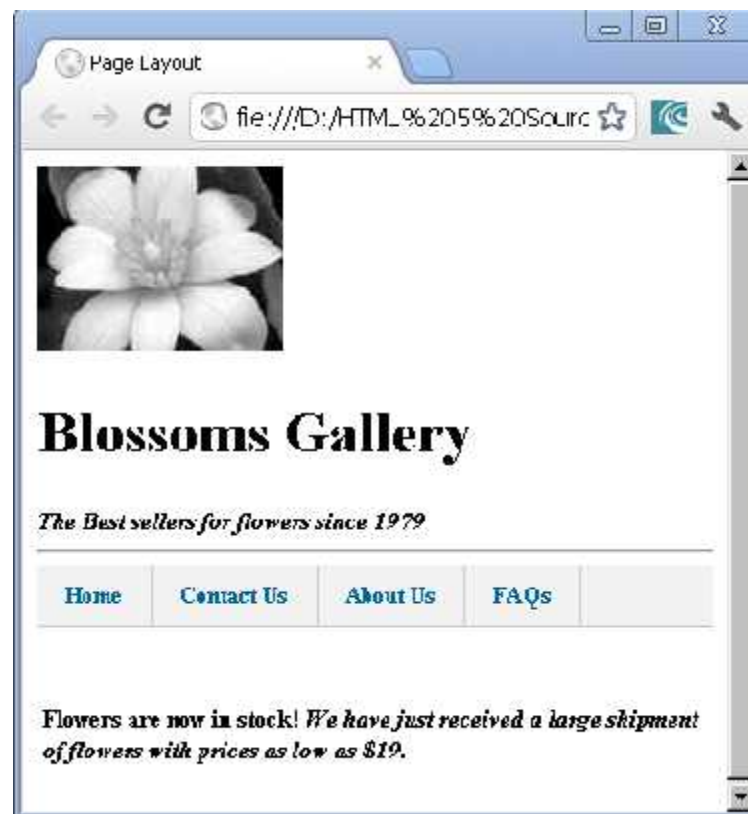 Page Layout
file:///D:/HTML%205%20Sourc
Blossoms Gallery
The Best sellers for flowers since 1979
Home Contact Us About Us FAQs
Flowers are now in stock! We have just received a large shipment
of flowers with prices as low as $19.